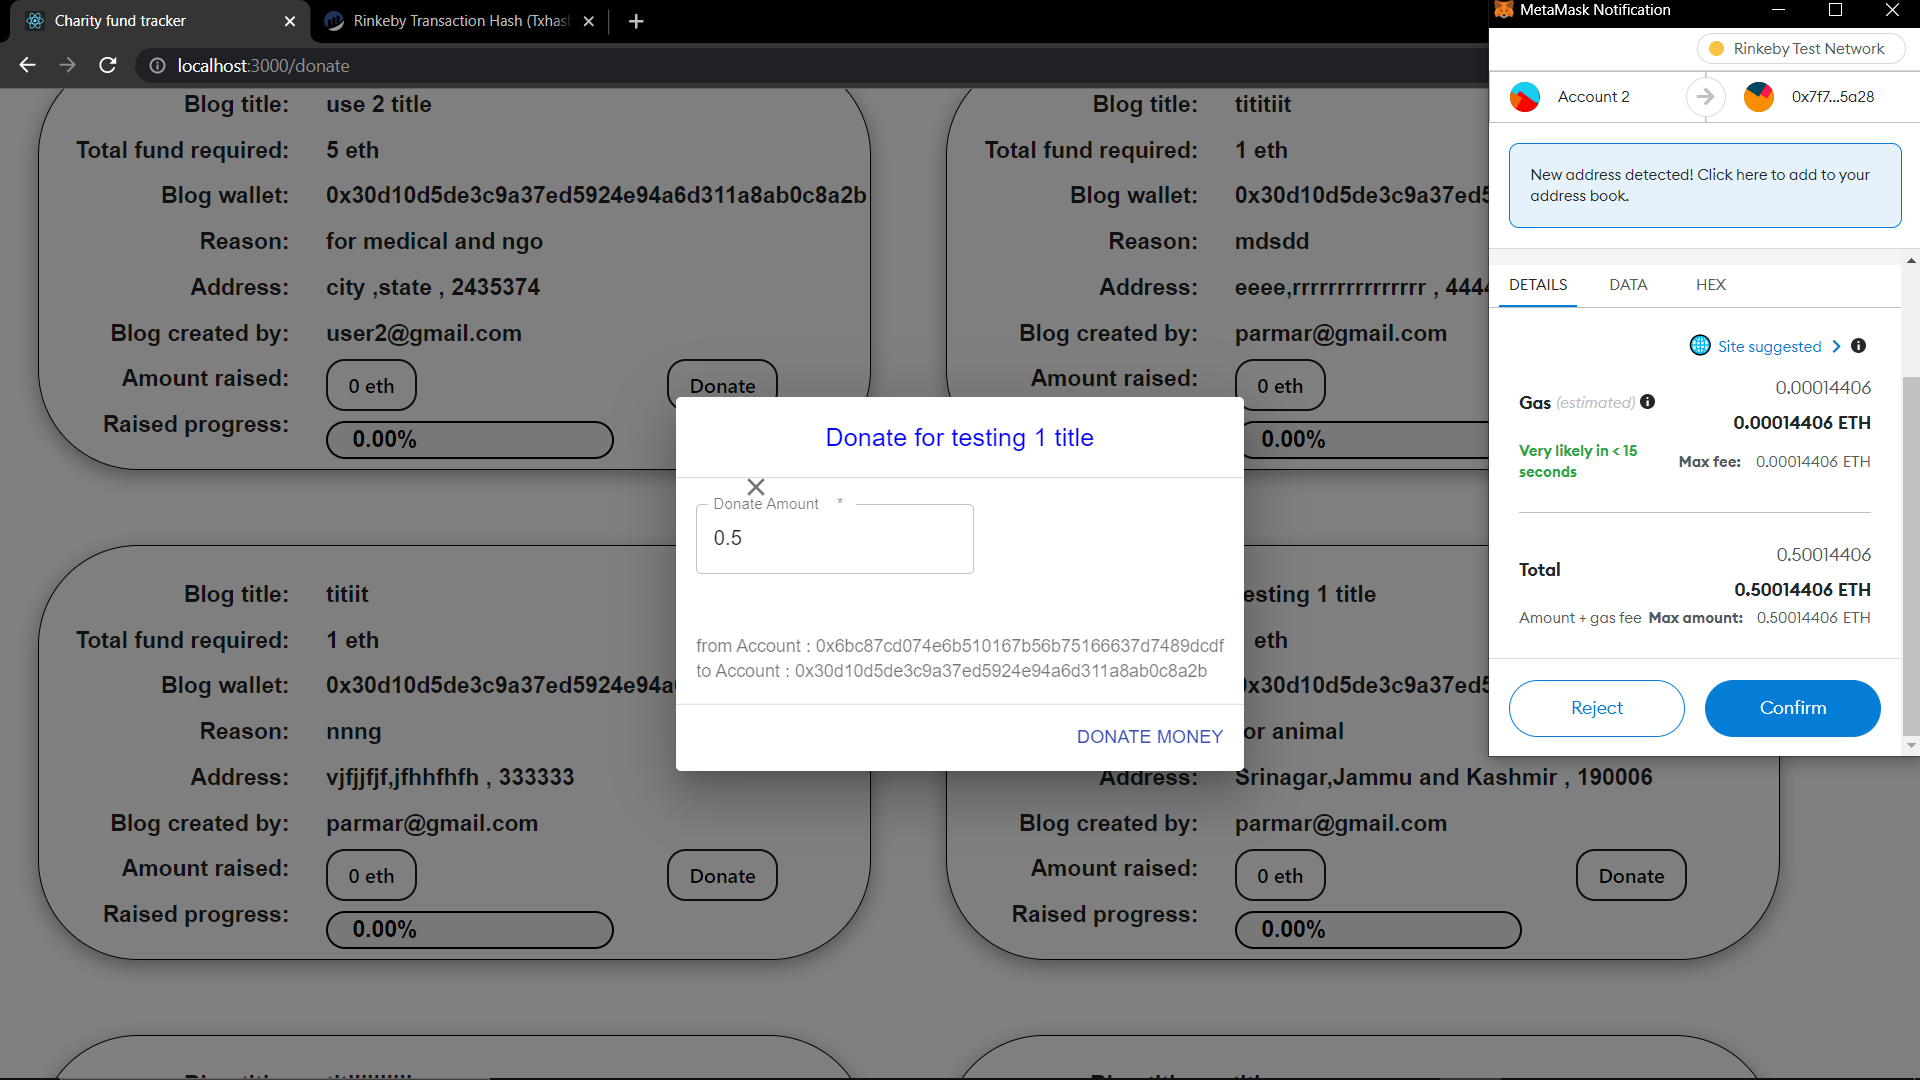 Charity fund tracker
Rinkeby Transaction Hash (Txhas
localhost:3000/donate
Blog title: use 2 title
Total fund required: 5 eth
Blog wallet: 0x30d10d5de3c9a37ed5924e94a6d311a8ab0c8a2b
Reason: for medical and ngo
Address: city ,state , 2435374
Blog created by: user2@gmail.com
Amount raised: 0 eth Donate
Raised progress: 0.00%
Blog title: tititiit
Total fund required: 1 eth
Blog wallet: 0x30d10d5de3c9a37ed5
Reason: mdsdd
Address: eeee,rrrrrrrrrrrrrrr , 444
Blog created by: parmar@gmail.com
Amount raised: 0 eth
0.00%
Blog title: titiit
Total fund required: 1 eth
Blog wallet: 0x30d10d5de3c9a37ed5924e94a
Reason: nnng
Address: vjfjjfjf,jfhhfhfh , 333333
Blog created by: parmar@gmail.com
Amount raised: 0 eth Donate
Raised progress: 0.00%
esting 1 title
eth
x30d10d5de3c9a37ed5
or animal
Address: Srinagar,Jammu and Kashmir , 190006
Blog created by: parmar@gmail.com
Amount raised: 0 eth Donate
Raised progress: 0.00%
Donate for testing 1 title
Donate Amount *
0.5
from Account : 0x6bc87cd074e6b510167b56b75166637d7489dcdf
to Account : 0x30d10d5de3c9a37ed5924e94a6d311a8ab0c8a2b
DONATE MONEY
MetaMask Notification
Rinkeby Test Network
Account 2 0x7f7...5a28
New address detected! Click here to add to your
address book.
DETAILS DATA HEX
Site suggested
0.00014406
Gas (estimated)
0.00014406 ETH
Very likely in < 15
seconds
Max fee: 0.00014406 ETH
0.50014406
Total
0.50014406 ETH
Amount + gas fee Max amount: 0.50014406 ETH
Reject Confirm